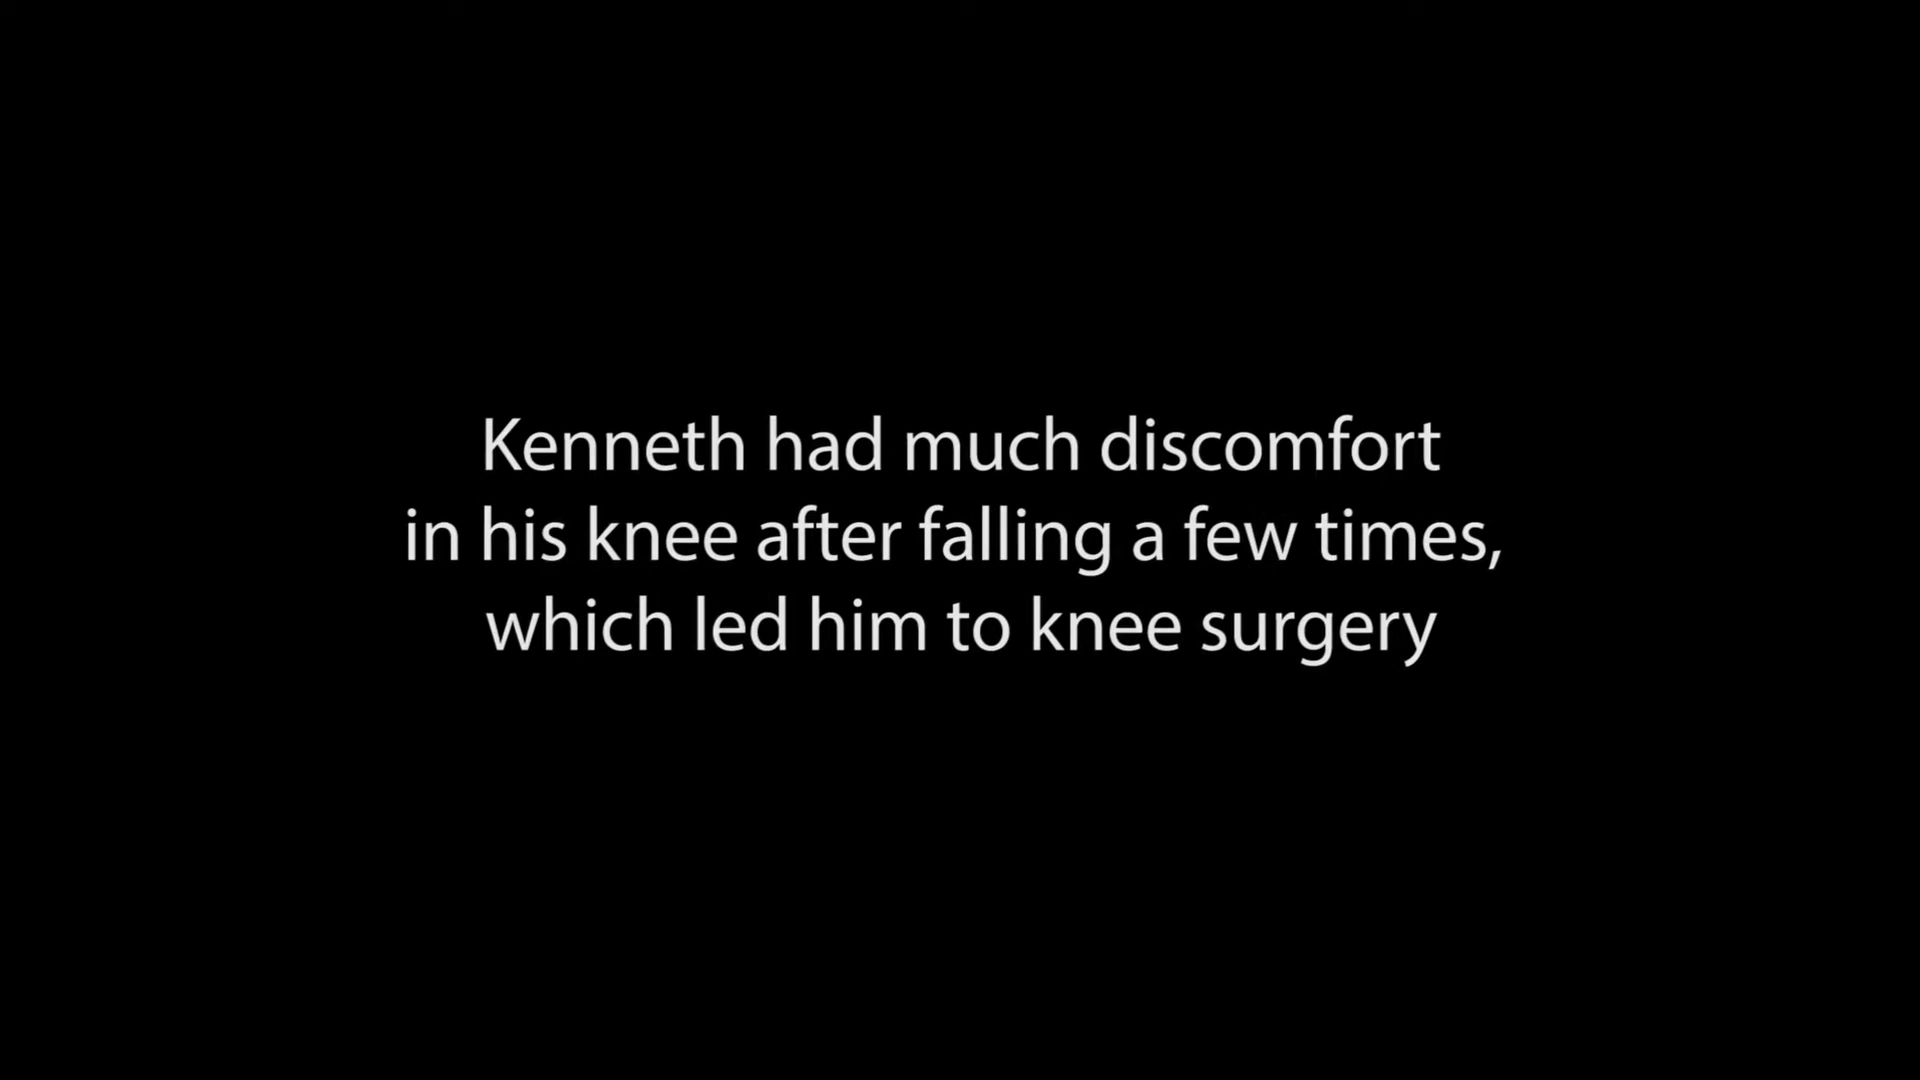 Kenneth had much discomfort
in his knee after falling a few times,
which led him to knee surgery